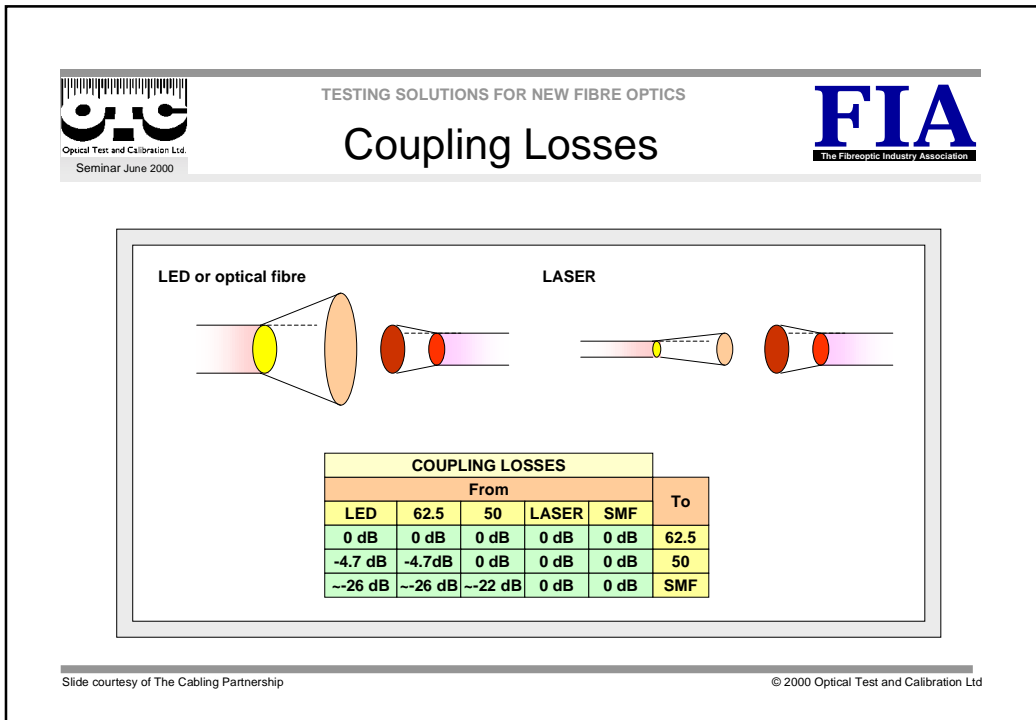 TESTING SOLUTIONS FOR NEW FIBRE OPTICS
OTC
Optical Test and Calibration Ltd.
Seminar June 2000
Coupling Losses
FIA
The Fibreoptic Industry Association
LED or optical fibre
LASER
COUPLING LOSSES
From To
LED 62.5 50 LASER SMF
0 dB 0 dB 0 dB 0 dB 0 dB 62.5
-4.7 dB -4.7dB 0 dB 0 dB 0 dB 50
~-26 dB ~-26 dB ~-22 dB 0 dB 0 dB SMF
Slide courtesy of The Cabling Partnership
© 2000 Optical Test and Calibration Ltd